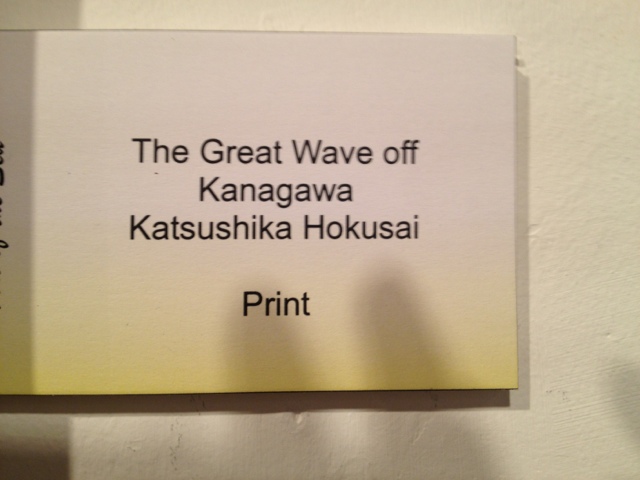 The Great Wave off
Kanagawa
Katsushika Hokusai
Print